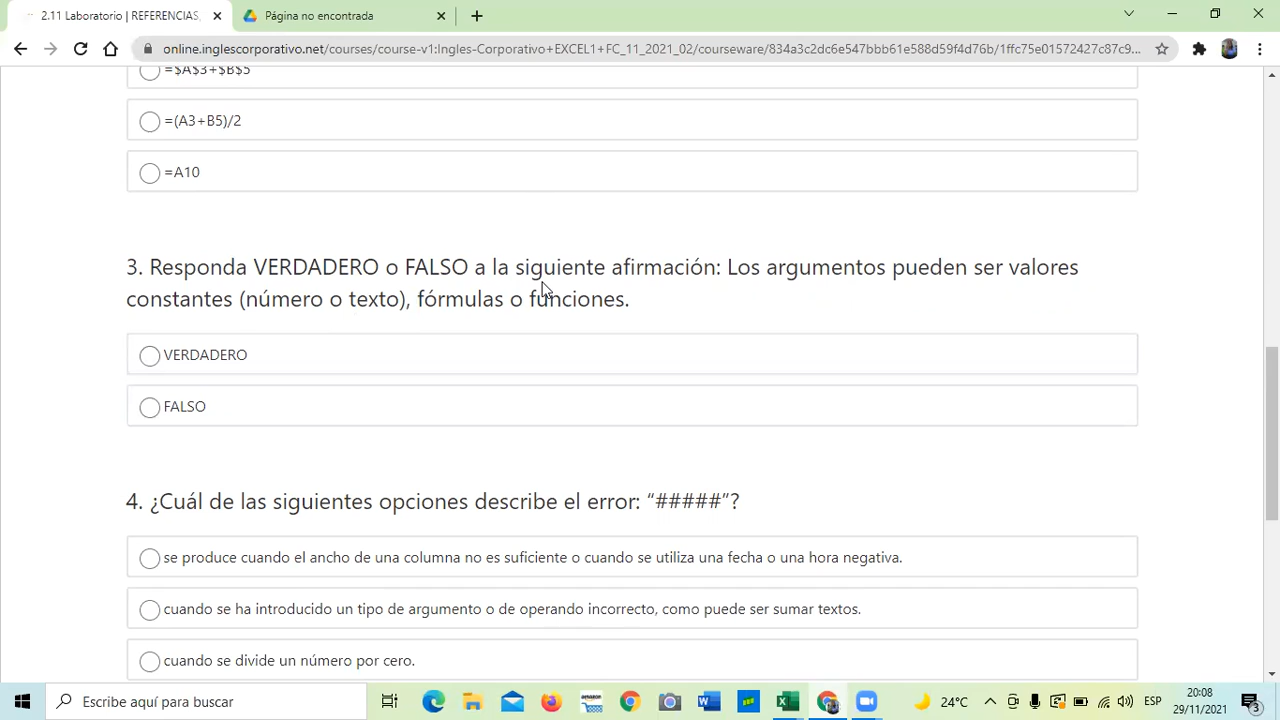 2.11 Laboratorio | REFERENCIAS,
Página no encontrada
online.inglescorporativo.net/courses/course-v1:Ingles-Corporativo+EXCEL1+FC_11_2021_02/courseware/834a3c2dc6e547bbb61e588d59f4d76b/1ffc75e01572427c87c9...
=$A$3+$B$5
=(A3+B5)/2
=A10
3. Responda VERDADERO o FALSO a la siguiente afirmación: Los argumentos pueden ser valores
constantes (número o texto), fórmulas o funciones.
VERDADERO
FALSO
4. ¿Cuál de las siguientes opciones describe el error: “#####”?
se produce cuando el ancho de una columna no es suficiente o cuando se utiliza una fecha o una hora negativa.
cuando se ha introducido un tipo de argumento o de operando incorrecto, como puede ser sumar textos.
cuando se divide un número por cero.
Escribe aquí para buscar
amazon
24°C
ESP
20:08
29/11/2021
3